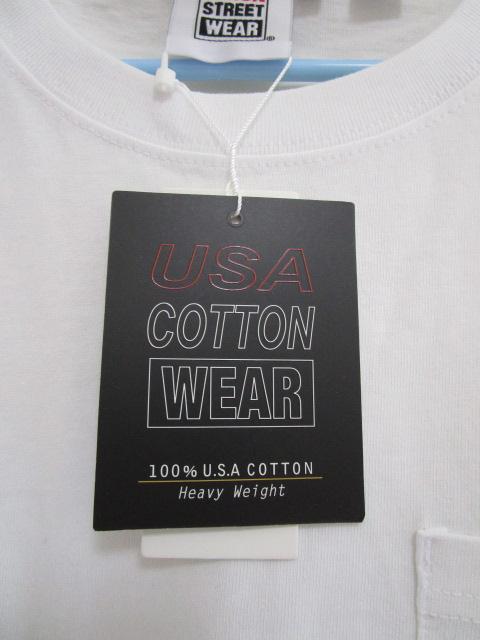 STREET
WEAR®
USA
COTTON
WEAR
100% U.S.A COTTON
Heavy Weight